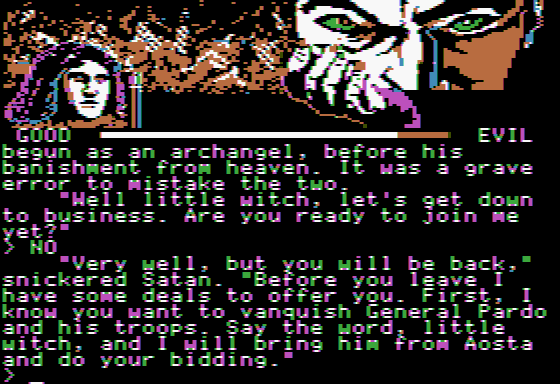 GOOD EVIL
begun as an archangel, before his
banishment from heaven. It was a grave
error to mistake the two.
"Well little witch, let's get down
to business. Are you ready to join me
yet?"
> NO
"Very well, but you will be back,"
snickered Satan. "Before you leave I
have some deals to offer you. First, I
know you want to vanquish General Pardo
and his troops. Say the word, little
witch, and I will bring him from Aosta
and do your bidding."
> _